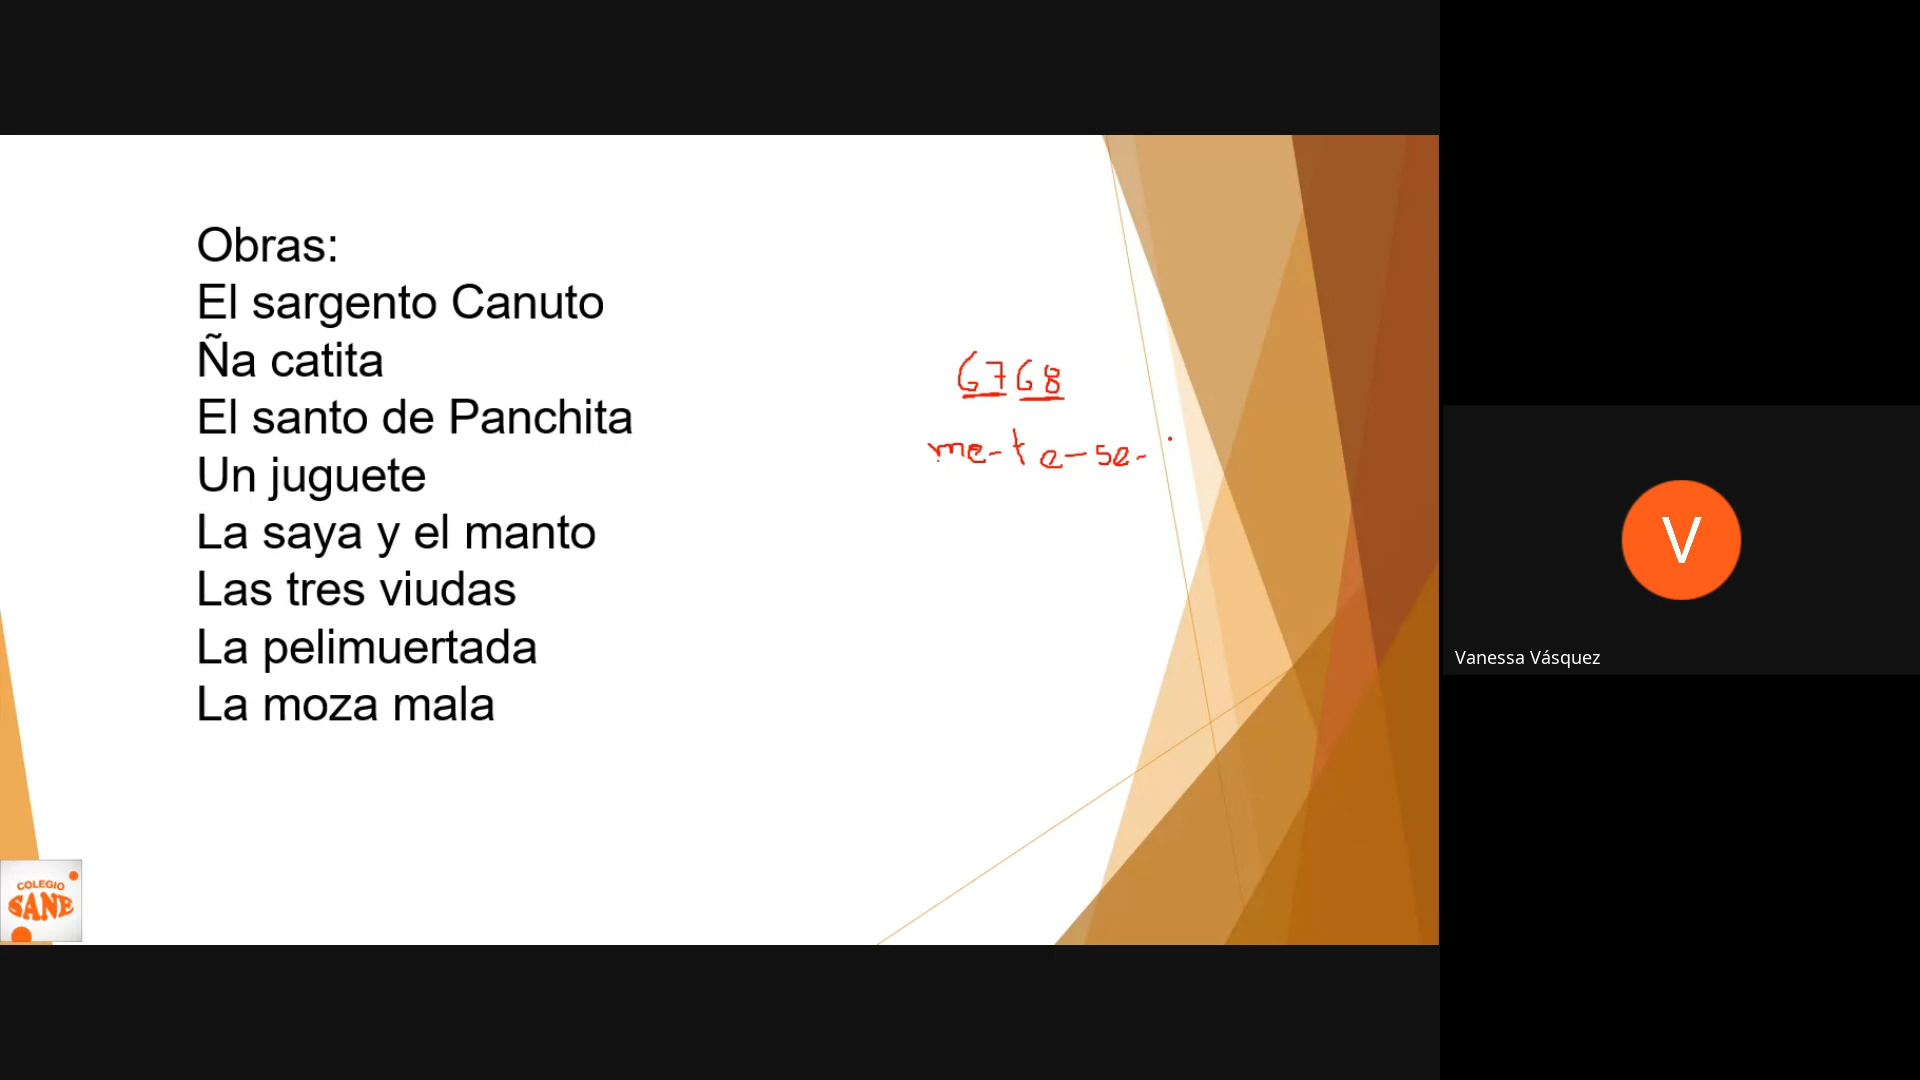 Obras:
El sargento Canuto
Ña catita
El santo de Panchita
Un juguete
La saya y el manto
Las tres viudas
La pelimuertada
La moza mala
6768
me-te-se-
V
Vanessa Vásquez
COLEGIO
SANE